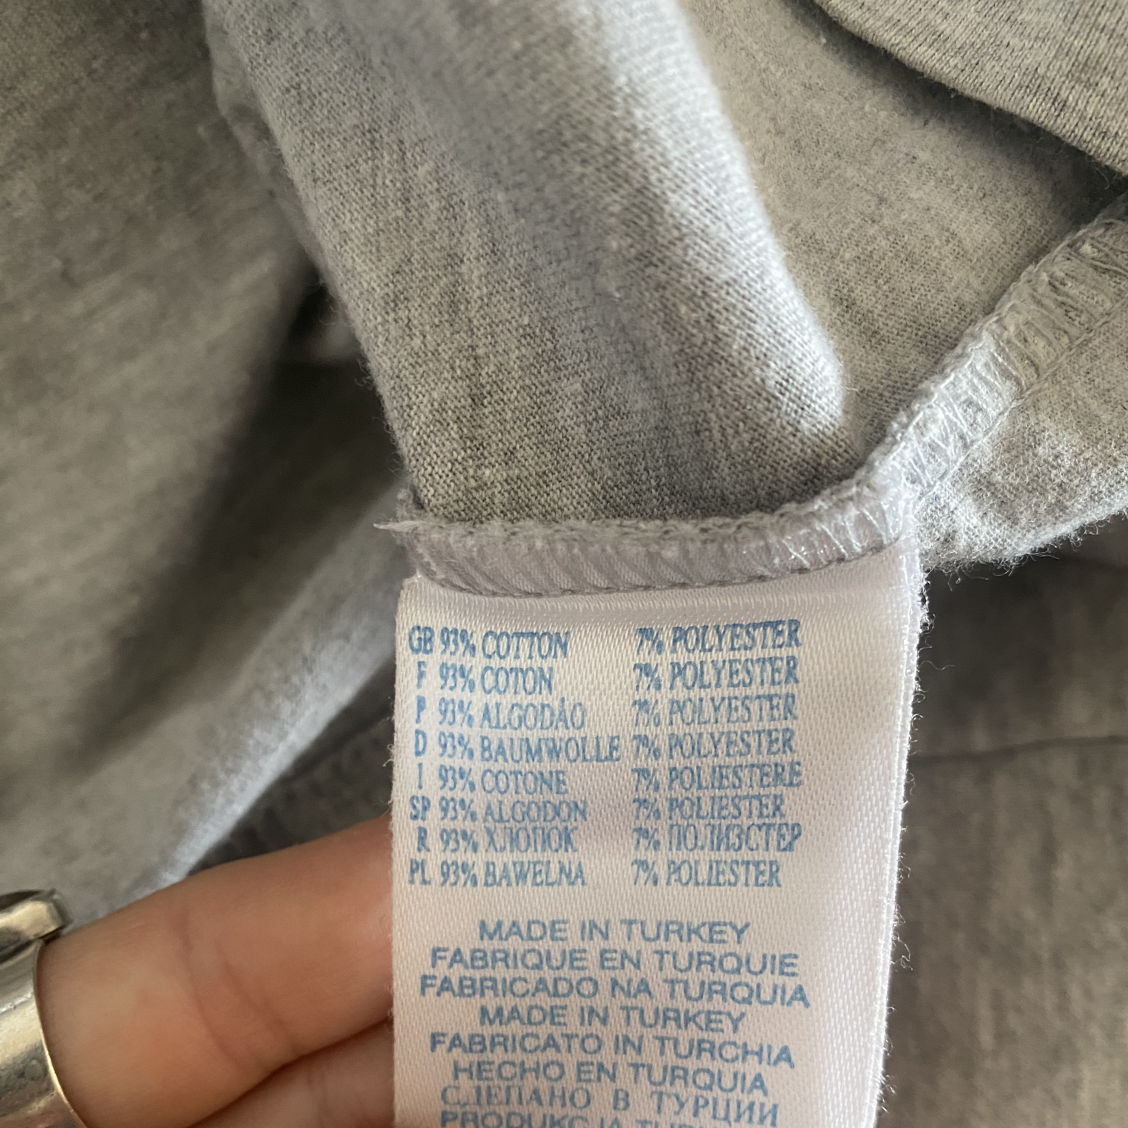 GB 93% COTTON 7% POLYESTER
F 93% COTON 7% POLYESTER
P 93% ALGODÃO 7% POLYESTER
D 93% BAUMWOLLE 7% POLYESTER
I 93% COTONE 7% POLIESTERE
SP 93% ALGODON 7% POLIESTER
R 93% ХЛОПОК 7% ПОЛИЭСТЕР
PL 93% BAWELNA 7% POLIESTER
MADE IN TURKEY
FABRIQUE EN TURQUIE
FABRICADO NA TURQUIA
MADE IN TURKEY
FABRICATO IN TURCHIA
HECHO EN TURQUIA
СДЕЛАНО В ТУРЦИИ
PRODUKCJA